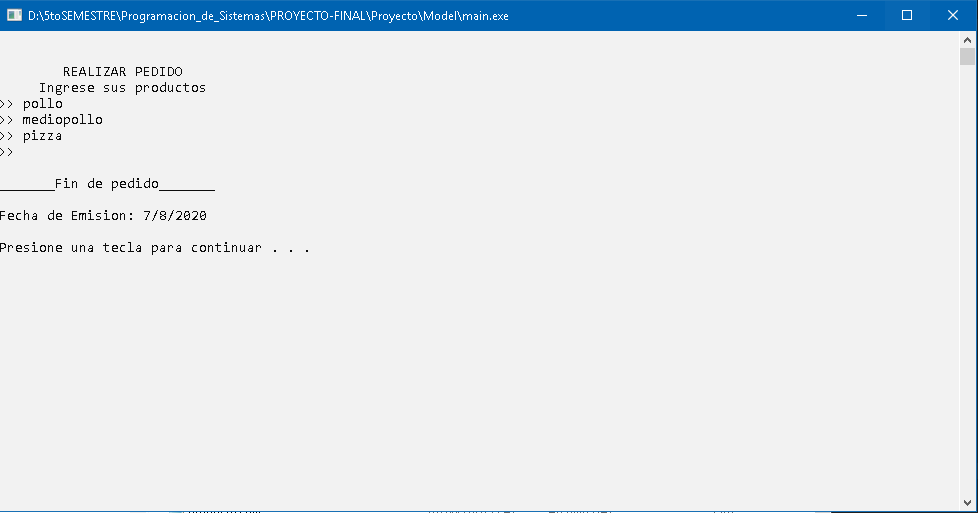 D:\5toSEMESTRE\Programacion_de_Sistemas\PROYECTO-FINAL\Proyecto\Model\main.exe
REALIZAR PEDIDO
Ingrese sus productos
>> pollo
>> mediopollo
>> pizza
>>
_______Fin de pedido_______
Fecha de Emision: 7/8/2020
Presione una tecla para continuar . . .